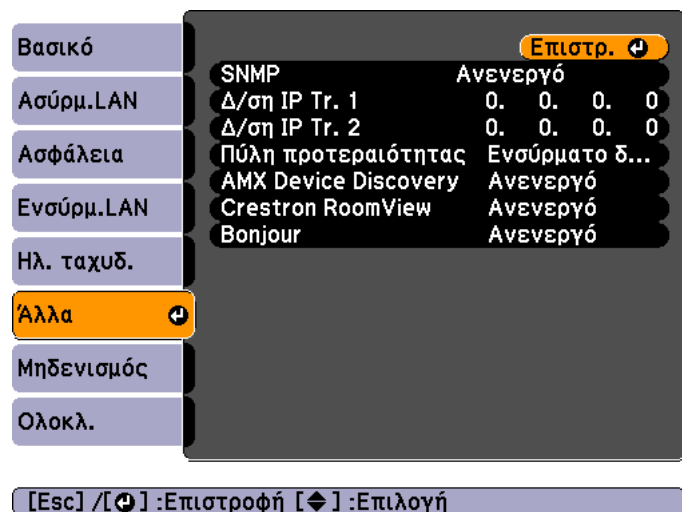 Βασικό
Ασύρμ.LAN
Ασφάλεια
Ενσύρμ.LAN
Ηλ. ταχυδ.
Άλλα
Μηδενισμός
Ολοκλ.
Επιστρ.
SNMP Ανενεργό
Δ/ση IP Tr. 1 0. 0. 0. 0
Δ/ση IP Tr. 2 0. 0. 0. 0
Πύλη προτεραιότητας Ενσύρματο δ...
AMX Device Discovery Ανενεργό
Crestron RoomView Ανενεργό
Bonjour Ανενεργό
[Esc] /[⏎] :Επιστροφή [◆] :Επιλογή